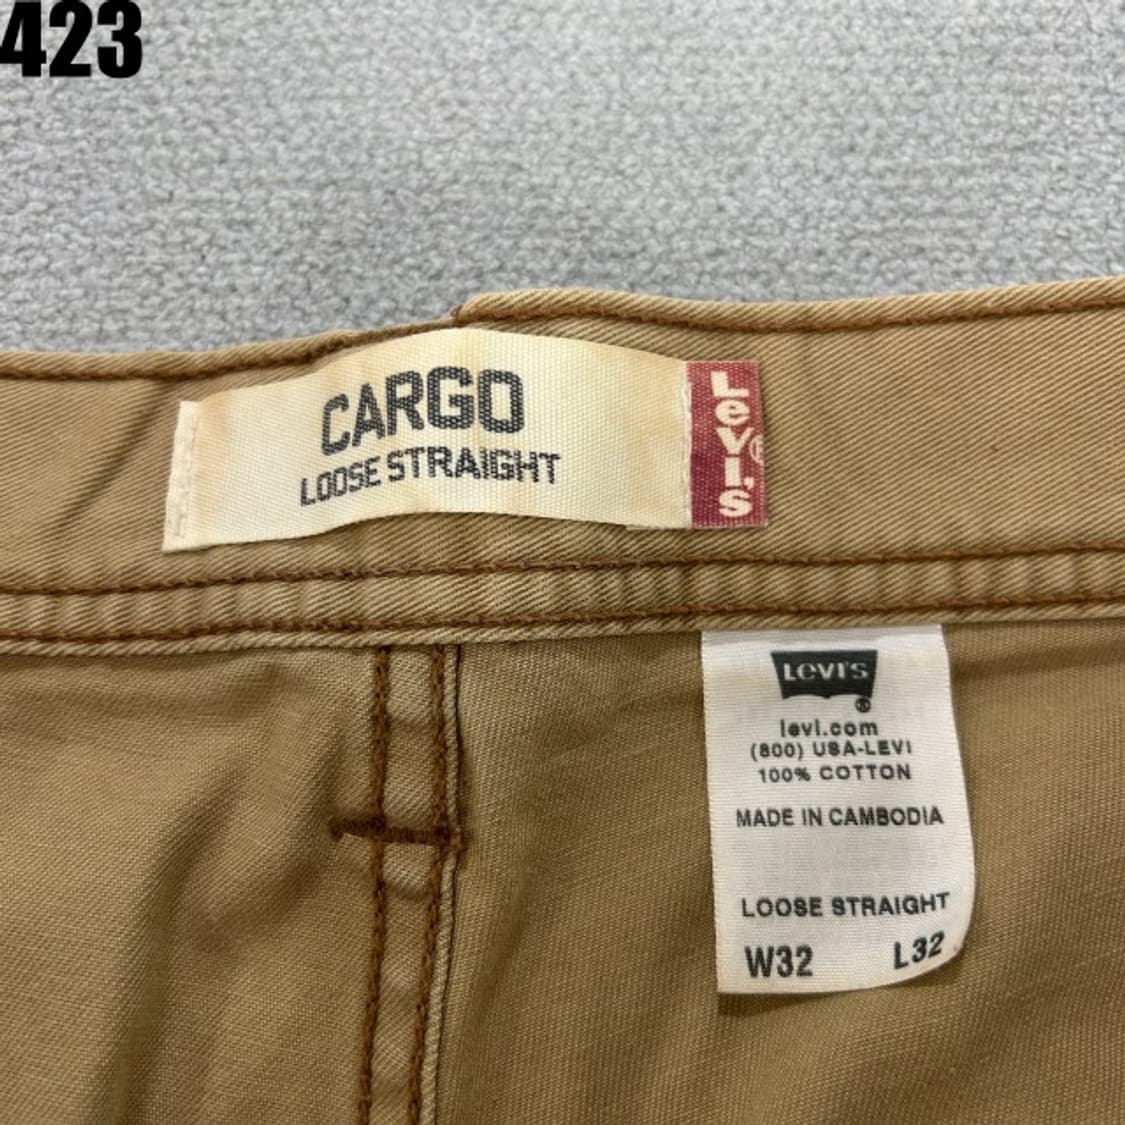 423
CARGO
LOOSE STRAIGHT
Levi's®
Levi's
®
levi.com
(800) USA-LEVI
100% COTTON
MADE IN CAMBODIA
LOOSE STRAIGHT
W32 L32